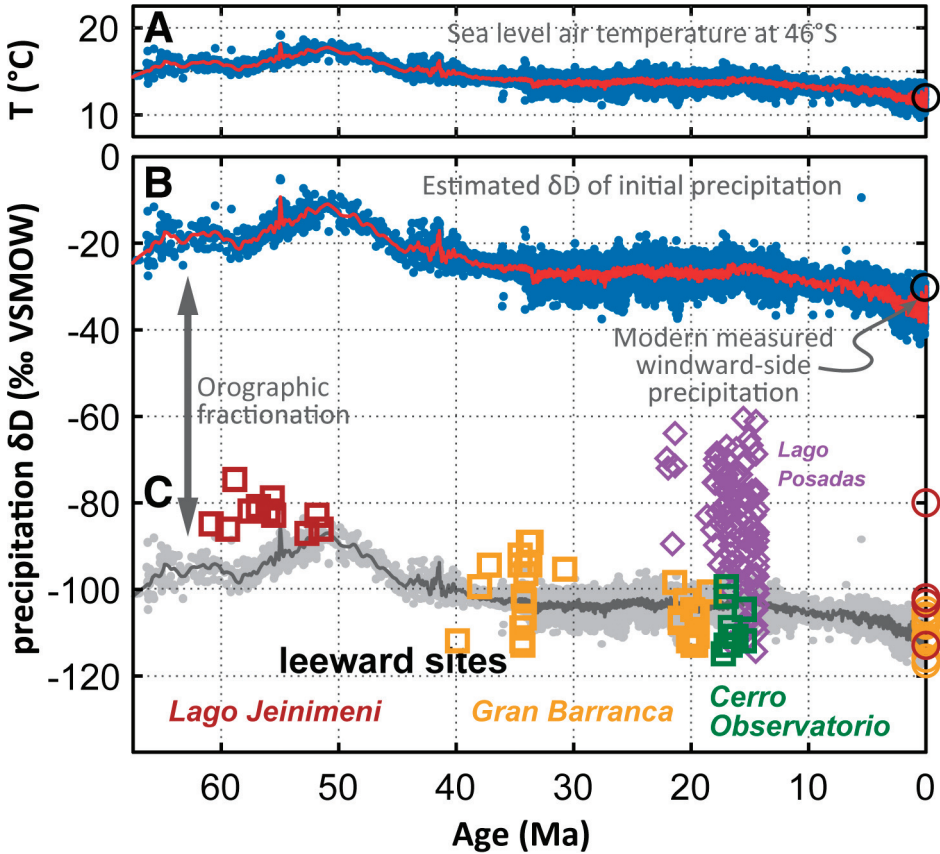 A
Sea level air temperature at 46°S
T (°C)
20
10
B
Estimated δD of initial precipitation
precipitation δD (‰ VSMOW)
0
-20
-40
-60
-80
-100
-120
Modern measured
windward-side
precipitation
Orographic
fractionation
Lago
Posadas
C
leeward sites
Lago Jeinimeni
Gran Barranca
Cerro
Observatorio
60 50 40 30 20 10 0
Age (Ma)